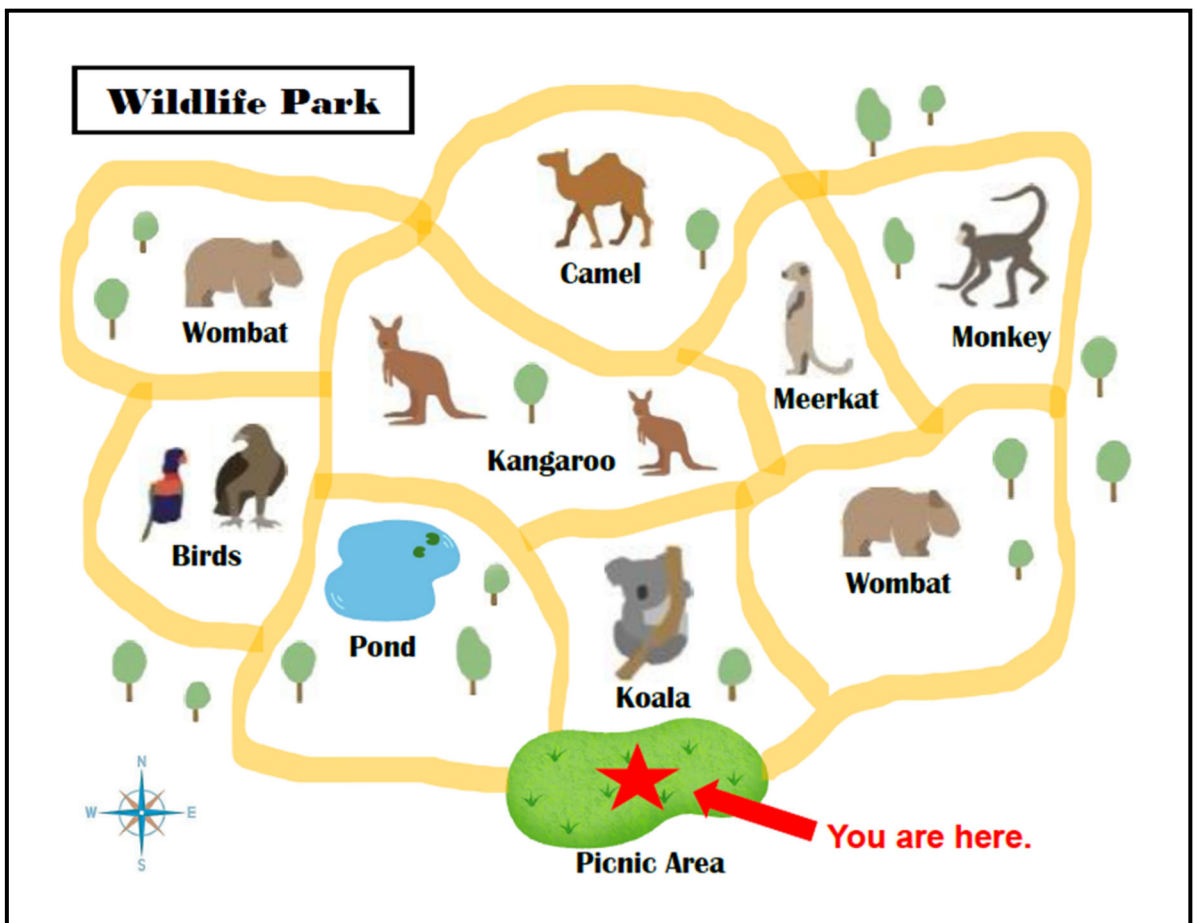 Wildlife Park
Camel
Wombat
Monkey
Meerkat
Kangaroo
Birds
Wombat
Pond
Koala
N
W E
S
You are here.
Picnic Area